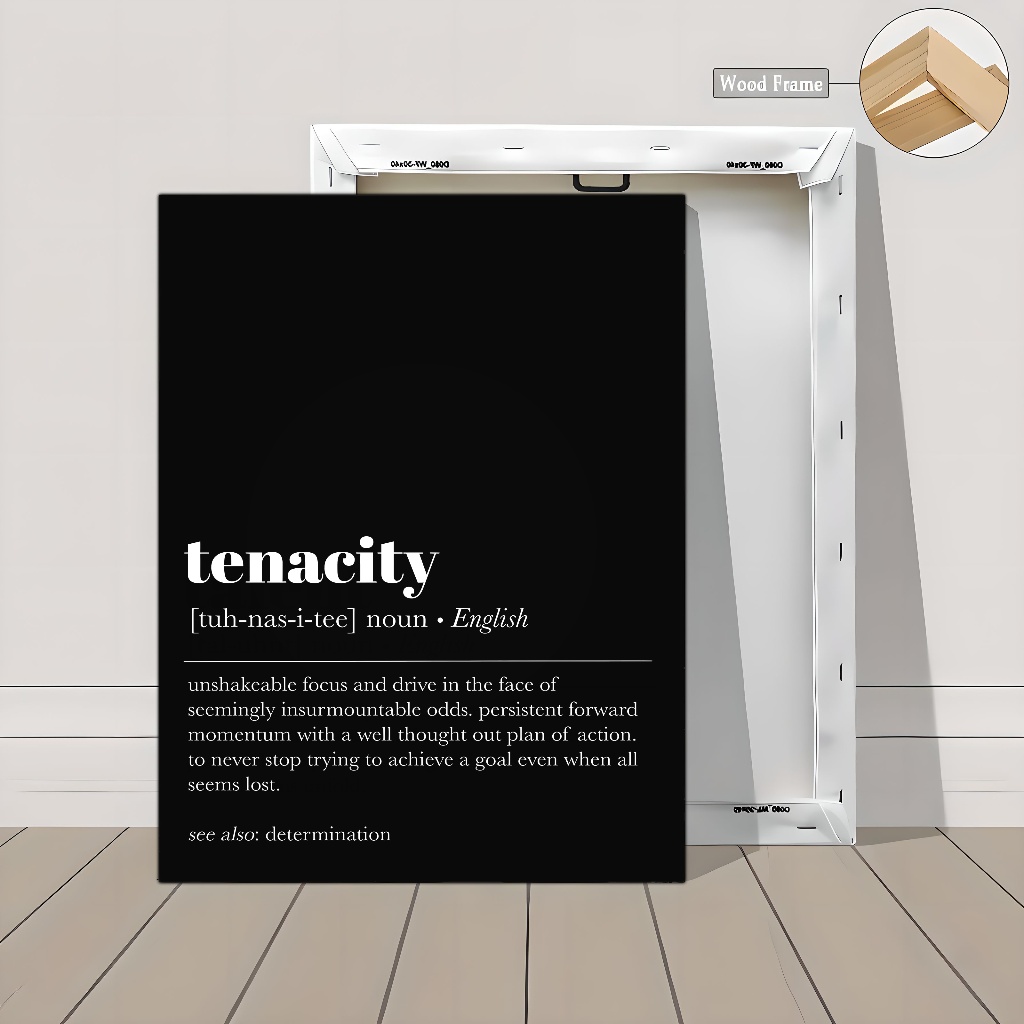 Wood Frame
tenacity
[tuh-nas-i-tee] noun • English
unshakeable focus and drive in the face of
seemingly insurmountable odds. persistent forward
momentum with a well thought out plan of action.
to never stop trying to achieve a goal even when all
seems lost.
see also: determination